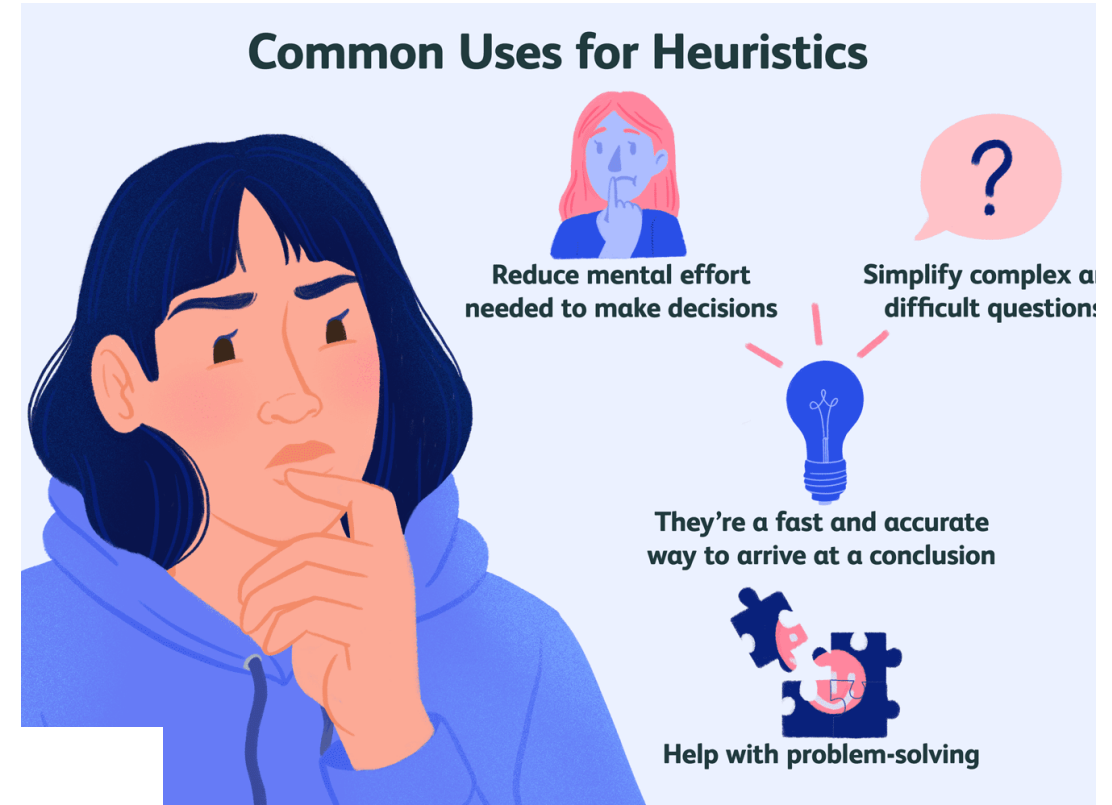 Common Uses for Heuristics
Reduce mental effort
needed to make decisions
Simplify complex
difficult questions
They're a fast and accurate
way to arrive at a conclusion
Help with problem-solving